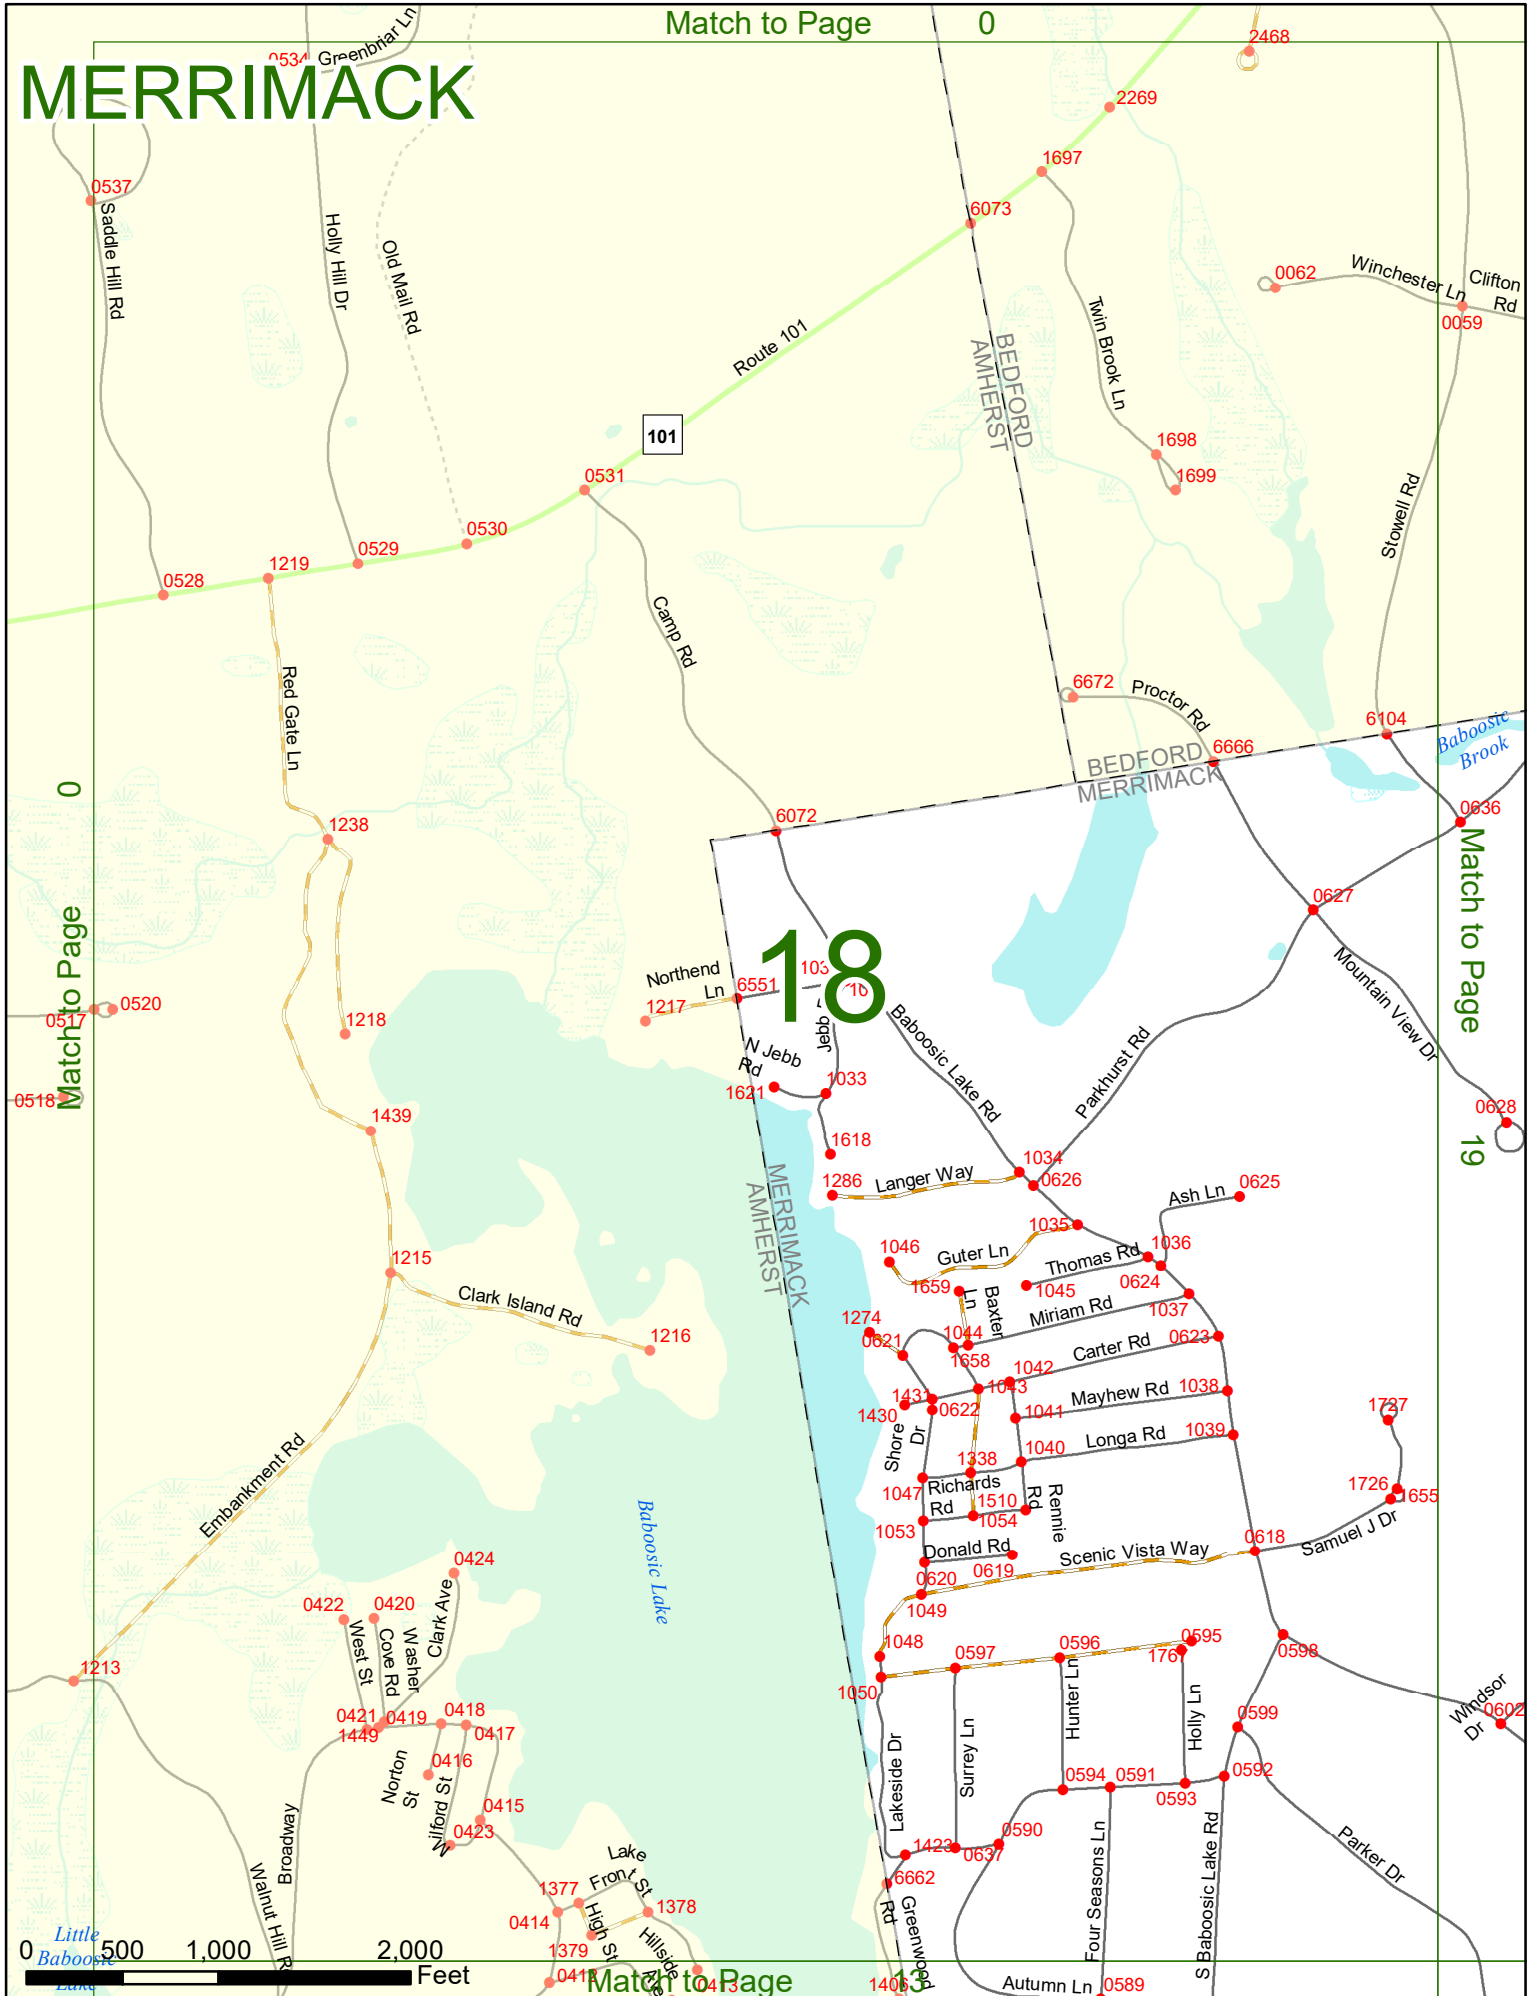 Match to Page 0
MERRIMACK
0534
Greenbriar Ln
2468
2269
1697
6073
0537
Saddle Hill Rd
Holly Hill Dr
Old Mail Rd
Route 101
101
BEDFORD
AMHERST
Twin Brook Ln
0062
Winchester Ln
Clifton Rd
0059
1698
1699
Stowell Rd
0531
0530
0529
1219
0528
Camp Rd
Red Gate Ln
6672
Proctor Rd
6666
6104
Baboosic Brook
BEDFORD
MERRIMACK
0636
6072
1238
0627
Match to Page 0
Match to Page 19
18
Northend Ln
6551
1217
0520
0517
0518
1218
Mountain View Dr
N Jebb Rd
1621
1033
Baboosic Lake Rd
Parkhurst Rd
0628
1439
1618
1034
0626
1286
Langer Way
Ash Ln
0625
MERRIMACK
AMHERST
1035
1036
1046
Guter Ln
Thomas Rd
0624
1045
1037
1215
Clark Island Rd
1216
1659
Baxter Ln
Miriam Rd
1274
0621
1044
1658
Carter Rd
0623
1042
1043
1431
1430
0622
Mayhew Rd
1038
1041
1727
Shore Dr
1039
Longa Rd
1040
1338
Richards Rd
1047
1510
Rennie Rd
1726
1655
1053
1054
Samuel J Dr
Embankment Rd
Baboosic Lake
Donald Rd
0619
0620
Scenic Vista Way
0618
1049
0424
0422
0420
West St
Washer Cove Rd
Clark Ave
1213
1048
0597
0596
0595
1767
0598
1050
0421
1449
0419
0418
0417
0416
Norton St
Milford St
Lakeside Dr
Surrey Ln
Hunter Ln
Holly Ln
0599
Windsor Dr
0602
0594
0591
0593
0592
0415
0423
1423
0637
0590
Broadway
Walnut Hill Rd
Lake Front St
1377
0414
High St
1379
1378
Hillside Ave
6662
Greenwood Rd
Four Seasons Ln
S Baboosic Lake Rd
Parker Dr
Little Baboosic Lake
0 500 1,000 2,000
Feet
0412
0413
1406
Match to Page 13
Autumn Ln
0589